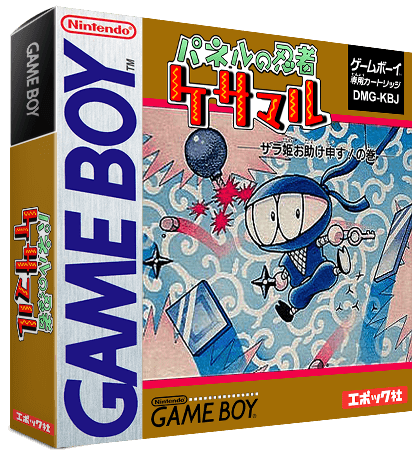 Nintendo
GAME BOY
GAME BOY
TM
パネルの忍者
ケサマル
ゲームボーイ
専用カートリッジ
DMG-KBJ
ザラ姫お助け申す!の巻
パネルの忍者
ケサマル
Nintendo
GAME BOY
エポック社
エポック社